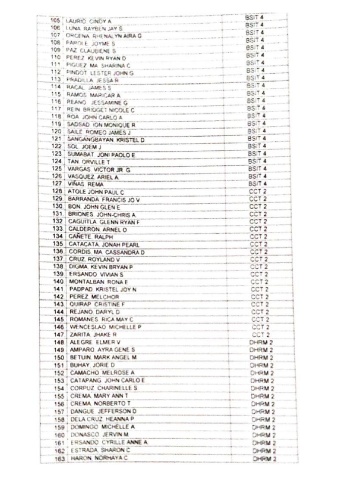 105 LAURIO CINDY A BSIT 4
106 LUNA RAYBEN JAY S BSIT 4
107 ORCENA RHENALYN AIRA G BSIT 4
108 PAROLE JOYME S BSIT 4
109 PAZ CLAUBIENE S BSIT 4
110 PEREZ KEVIN RYAN D BSIT 4
111 PIGUEZ MA SHARINA C BSIT 4
112 PINGOT LESTER JOHN G BSIT 4
113 PRADILLA JESSA B BSIT 4
114 RACAL JAMES S BSIT 4
115 RAMOS MARICAR A BSIT 4
116 REANO JESSAMINE G BSIT 4
117 REIN BRIDGET NICOLE C BSIT 4
118 ROA JOHN CARLO A BSIT 4
119 SADSAD ION MONIQUE R BSIT 4
120 SAILE ROMEO JAMES J BSIT 4
121 SANGANGBAYAN KRISTEL D BSIT 4
122 SOL JOEM J BSIT 4
123 SUMABAT JONI PAOLO E BSIT 4
124 TAN ORVILLE T BSIT 4
125 VARGAS VICTOR JR G BSIT 4
126 VASQUEZ ARIEL A BSIT 4
127 VIÑAS REMA BSIT 4
128 ATOLE JOHN PAUL C CCT 2
129 BARRANDA FRANCIS JO V CCT 2
130 BON JOHN GLEN E CCT 2
131 BRIONES JOHN-CHRIS A CCT 2
132 CAGUITLA GLENN RYAN F CCT 2
133 CALDERON ARNEL O CCT 2
134 CAÑETE RALPH CCT 2
135 CATACATA JONAH PEARL CCT 2
136 CORDIS MA CASSANDRA D CCT 2
137 CRUZ ROYLAND V CCT 2
138 DIGMA KEVIN BRYAN P CCT 2
139 ERSANDO VIVIAN S CCT 2
140 MONTALBAN RONA F CCT 2
141 PADPAD KRISTEL JOY N CCT 2
142 PEREZ MELCHOR CCT 2
143 QUIRAP CRISTINE F CCT 2
144 REJANO DARYL D CCT 2
145 ROMANES RICA MAY C CCT 2
146 WENCESLAO MICHELLE P CCT 2
147 ZARITA JHAKE R CCT 2
148 ALEGRE ELMER V DHRM 2
149 AMPARO AYRA GENE S DHRM 2
150 BETUIN MARK ANGEL M DHRM 2
151 BUHAY JORIE D DHRM 2
152 CAMACHO MELROSE A DHRM 2
153 CATAPANG JOHN CARLO E DHRM 2
154 CORPUZ CHARINELLE S DHRM 2
155 CREMA MARY ANN T DHRM 2
156 CREMA NORBERTO T DHRM 2
157 DANGUE JEFFERSON D DHRM 2
158 DELA CRUZ HEANNA P DHRM 2
159 DOMINGO MICHELLE A DHRM 2
160 DONASCO JERVIN M DHRM 2
161 ERSANDO CYRILLE ANNE A DHRM 2
162 ESTRADA SHARON C DHRM 2
163 HARON NORHAYA C DHRM 2